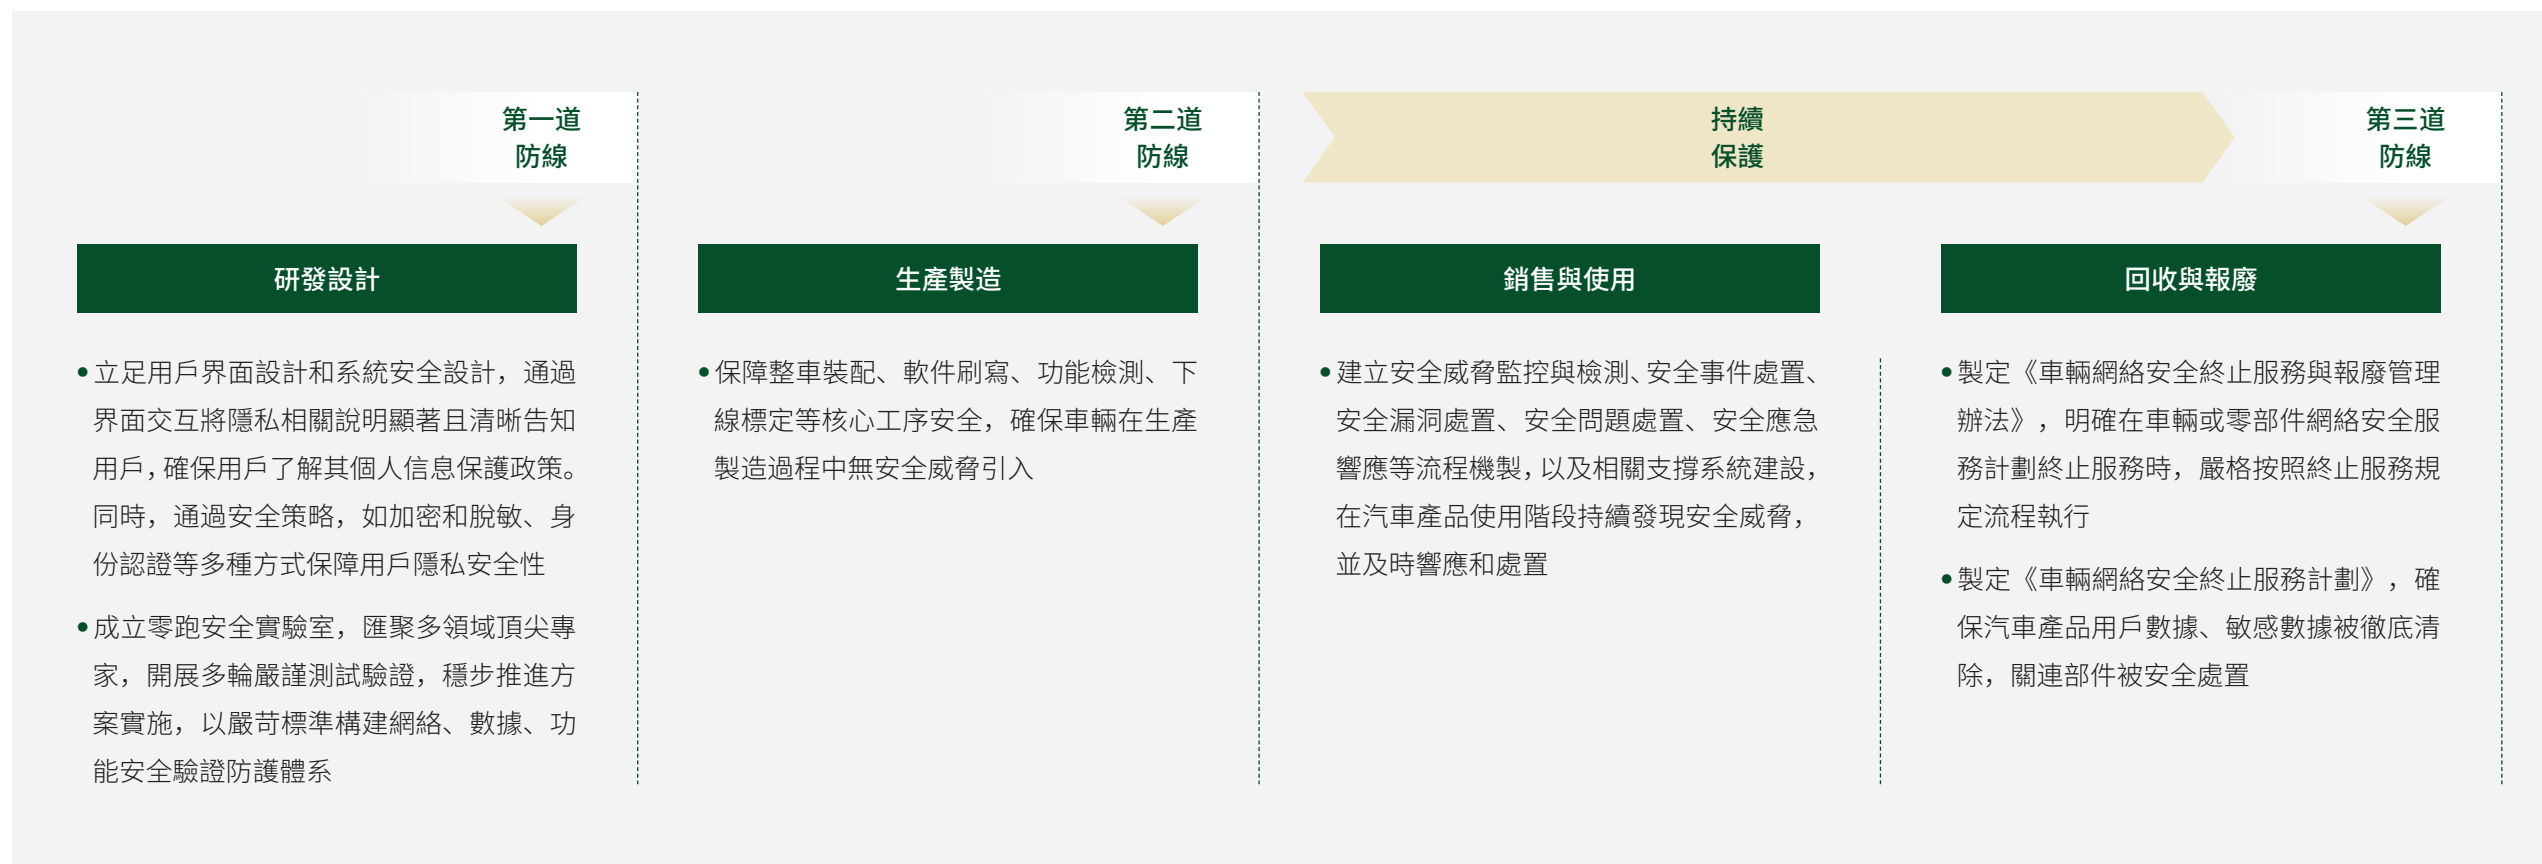 第一道
防線
第二道
防線
持續
保護
第三道
防線
研發設計
立足用戶界面設計和系統安全設計，通過
界面交互將隱私相關說明顯著且清晰告知
用戶，確保用戶了解其個人信息保護政策。
同時，通過安全策略，如加密和脫敏、身
份認證等多種方式保障用戶隱私安全性
成立零跑安全實驗室，匯聚多領域頂尖專
家，開展多輪嚴謹測試驗證，穩步推進方
案實施，以嚴苛標準構建網絡、數據、功
能安全驗證防護體系
生產製造
保障整車裝配、軟件刷寫、功能檢測、下
線標定等核心工序安全，確保車輛在生產
製造過程中無安全威脅引入
銷售與使用
建立安全威脅監控與檢測、安全事件處置、
安全漏洞處置、安全問題處置、安全應急
響應等流程機製，以及相關支撐系統建設，
在汽車產品使用階段持續發現安全威脅，
並及時響應和處置
回收與報廢
製定《車輛網絡安全終止服務與報廢管理
辦法》，明確在車輛或零部件網絡安全服
務計劃終止服務時，嚴格按照終止服務規
定流程執行
製定《車輛網絡安全終止服務計劃》，確
保汽車產品用戶數據、敏感數據被徹底清
除，關連部件被安全處置